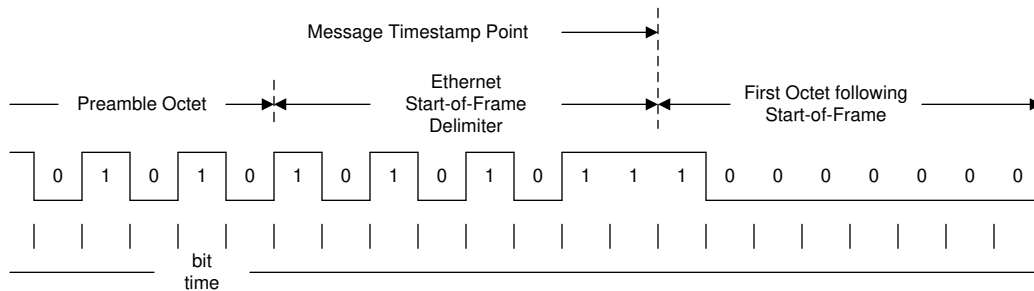 Message Timestamp Point
Preamble Octet
Ethernet
Start-of-Frame
Delimiter
First Octet following
Start-of-Frame
0 1 0 1 0 1 0 1 0 1 0 1 1 1 0 0 0 0 0 0 0
bit
time